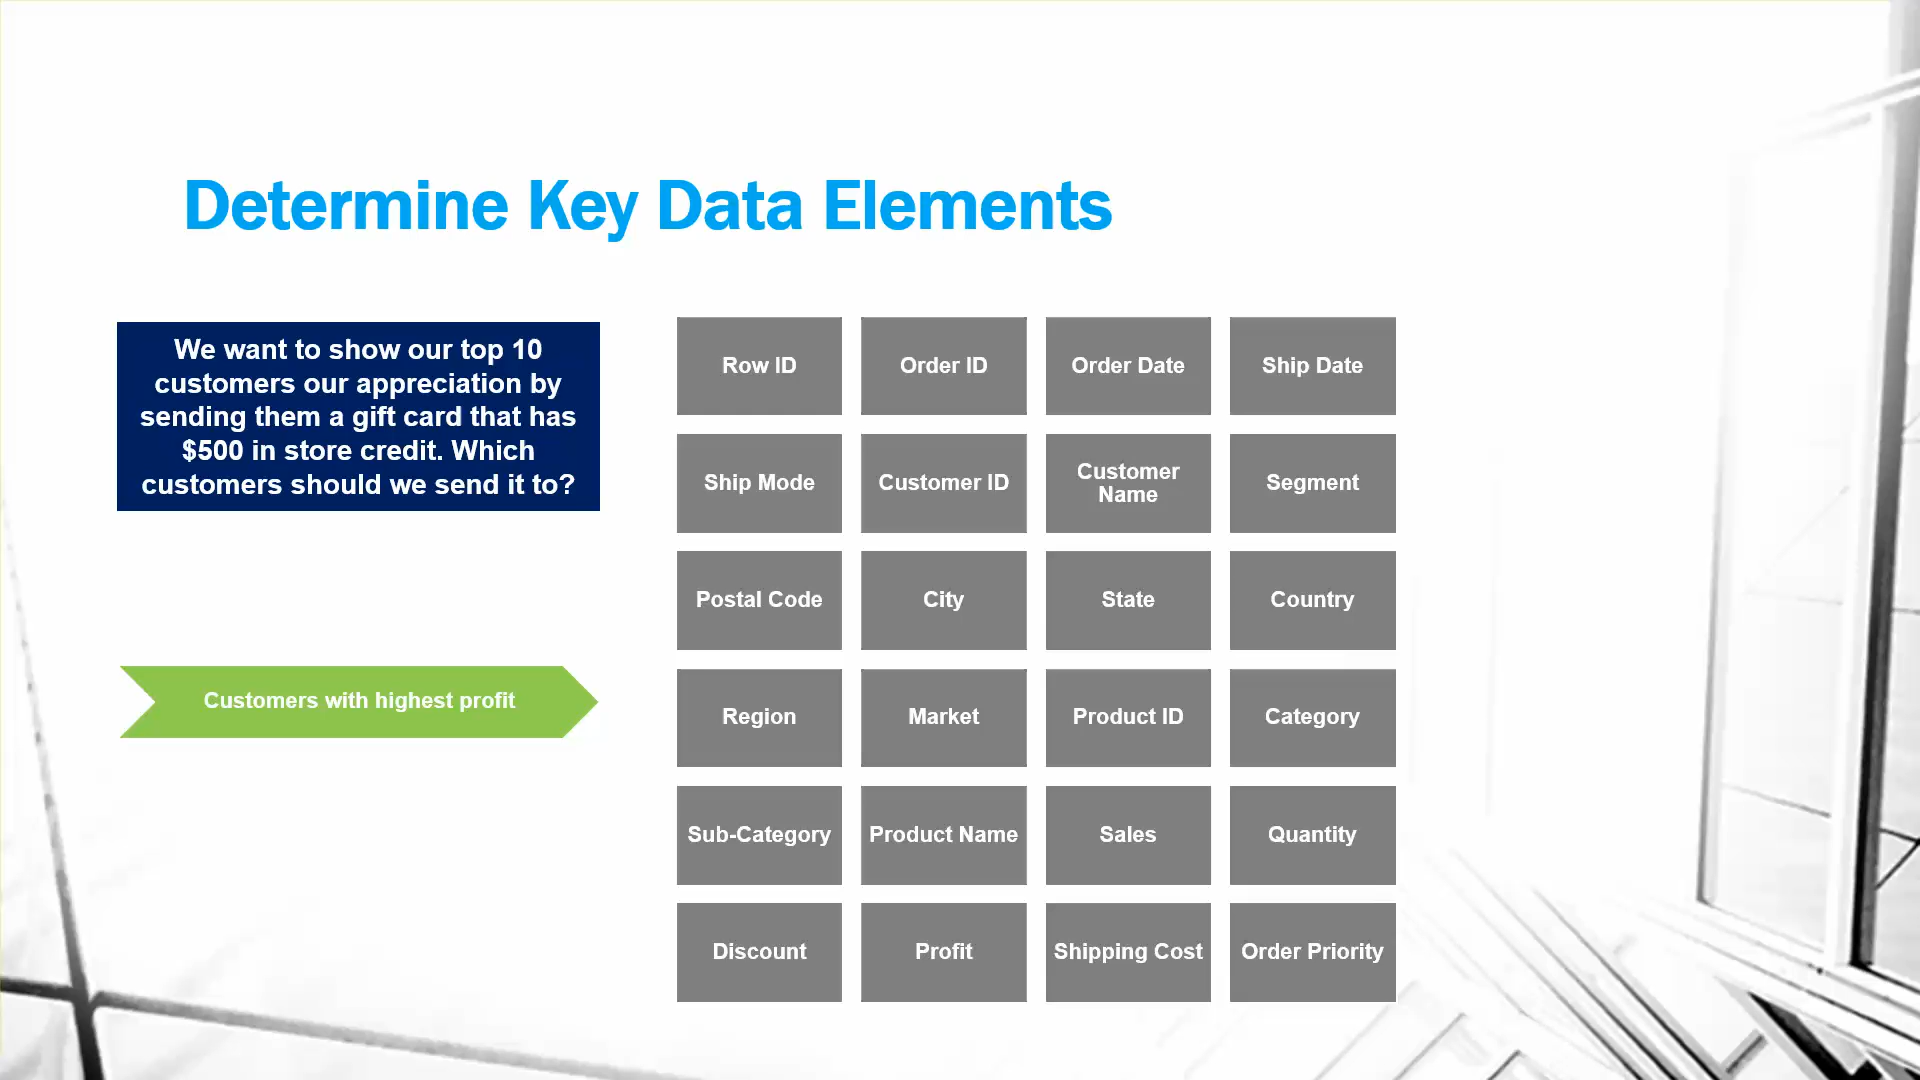 Determine Key Data Elements
We want to show our top 10
customers our appreciation by
sending them a gift card that has
$500 in store credit. Which
customers should we send it to?
Customers with highest profit
Row ID
Order ID
Order Date
Ship Date
Ship Mode
Customer ID
Customer
Name
Segment
Postal Code
City
State
Country
Region
Market
Product ID
Category
Sub-Category
Product Name
Sales
Quantity
Discount
Profit
Shipping Cost
Order Priority